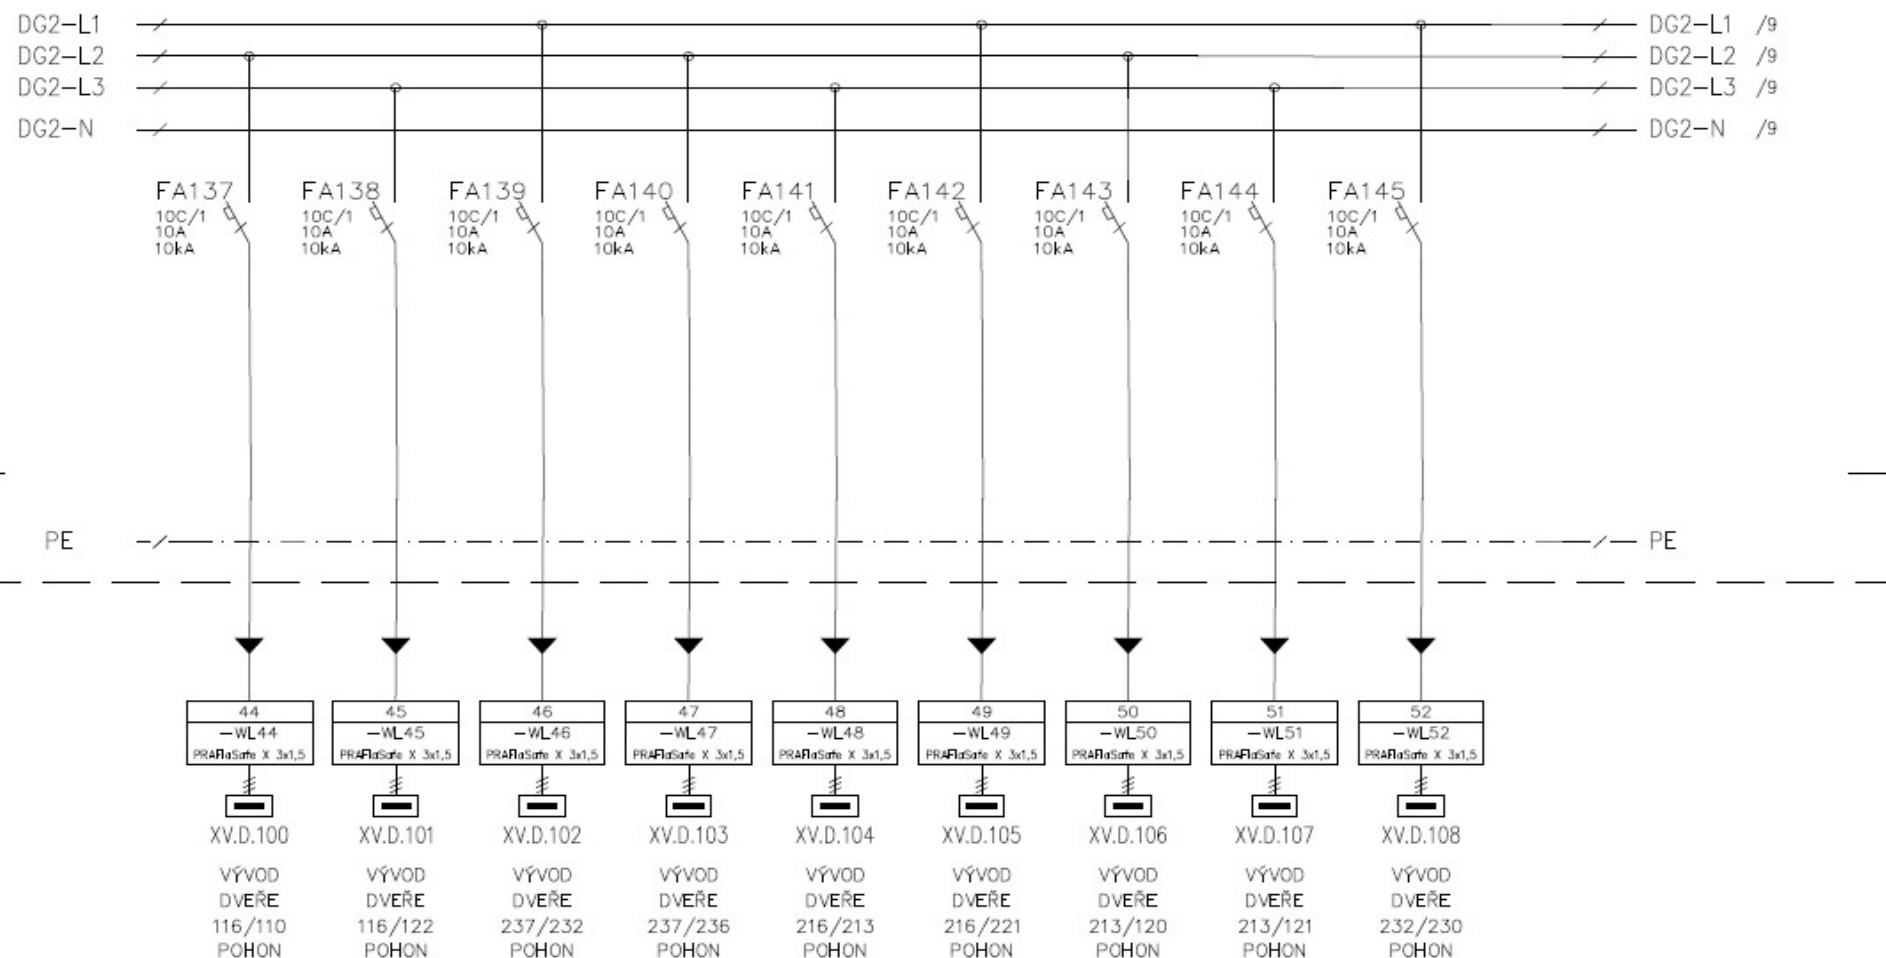 DG2-L1 DG2-L1 /9
DG2-L2 DG2-L2 /9
DG2-L3 DG2-L3 /9
DG2-N DG2-N /9
FA137 FA138 FA139 FA140 FA141 FA142 FA143 FA144 FA145
10C/1 10C/1 10C/1 10C/1 10C/1 10C/1 10C/1 10C/1 10C/1
10A 10A 10A 10A 10A 10A 10A 10A 10A
10kA 10kA 10kA 10kA 10kA 10kA 10kA 10kA 10kA
PE PE
44 45 46 47 48 49 50 51 52
-WL44 -WL45 -WL46 -WL47 -WL48 -WL49 -WL50 -WL51 -WL52
PRAFlaSafe X 3x1,5 PRAFlaSafe X 3x1,5 PRAFlaSafe X 3x1,5 PRAFlaSafe X 3x1,5 PRAFlaSafe X 3x1,5 PRAFlaSafe X 3x1,5 PRAFlaSafe X 3x1,5 PRAFlaSafe X 3x1,5 PRAFlaSafe X 3x1,5
XV.D.100 XV.D.101 XV.D.102 XV.D.103 XV.D.104 XV.D.105 XV.D.106 XV.D.107 XV.D.108
VÝVOD VÝVOD VÝVOD VÝVOD VÝVOD VÝVOD VÝVOD VÝVOD VÝVOD
DVEŘE DVEŘE DVEŘE DVEŘE DVEŘE DVEŘE DVEŘE DVEŘE DVEŘE
116/110 116/122 237/232 237/236 216/213 216/221 213/120 213/121 232/230
POHON POHON POHON POHON POHON POHON POHON POHON POHON